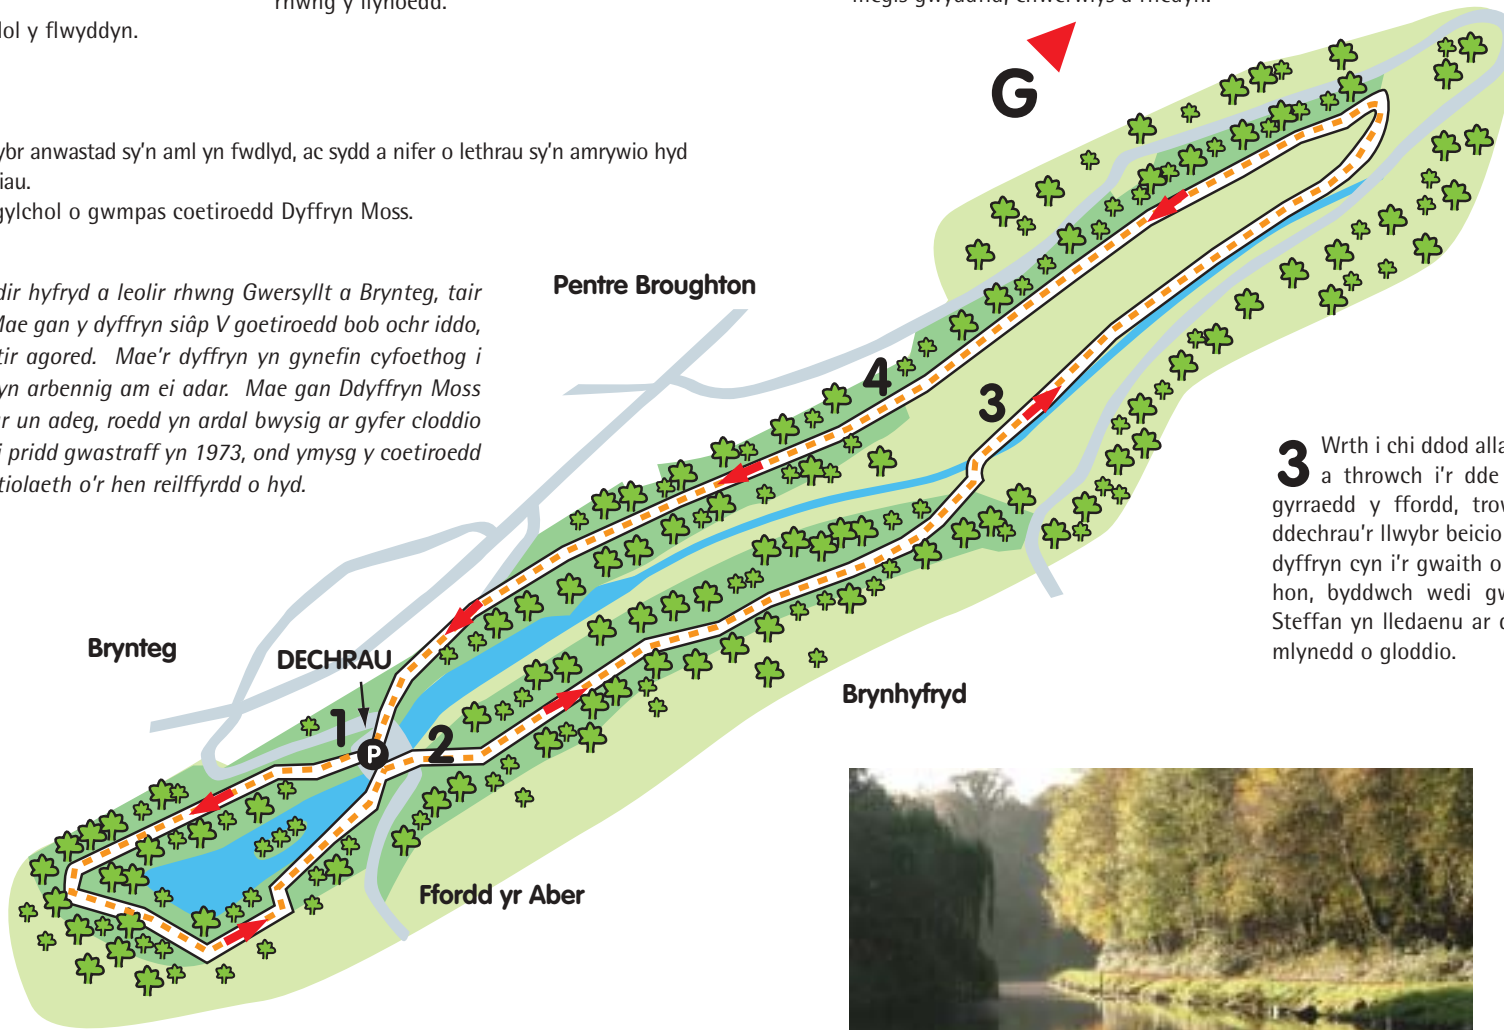 rhwng y llynoedd.
lol y flwyddyn.
ybr anwastad sy'n aml yn fwdlyd, ac sydd a nifer o lethrau sy'n amrywio hyd
iau.
gylchol o gwmpas coetiroedd Dyffryn Moss.
dir hyfryd a leolir rhwng Gwersyllt a Brynteg, tair
Mae gan y dyffryn siâp V goetiroedd bob ochr iddo,
tir agored. Mae'r dyffryn yn gynefin cyfoethog i
yn arbennig am ei adar. Mae gan Ddyffryn Moss
r un adeg, roedd yn ardal bwysig ar gyfer cloddio
i pridd gwastraff yn 1973, ond ymysg y coetiroedd
tiolaeth o'r hen reilffyrdd o hyd.
G
Pentre Broughton
4
3
Brynteg
DECHRAU
1
P
2
Brynhyfryd
Ffordd yr Aber
3 Wrth i chi ddod alla
a throwch i'r dde
gyrraedd y ffordd, trow
ddechrau'r llwybr beicio
dyffryn cyn i'r gwaith o
hon, byddwch wedi gw
Steffan yn lledaenu ar d
mlynedd o gloddio.